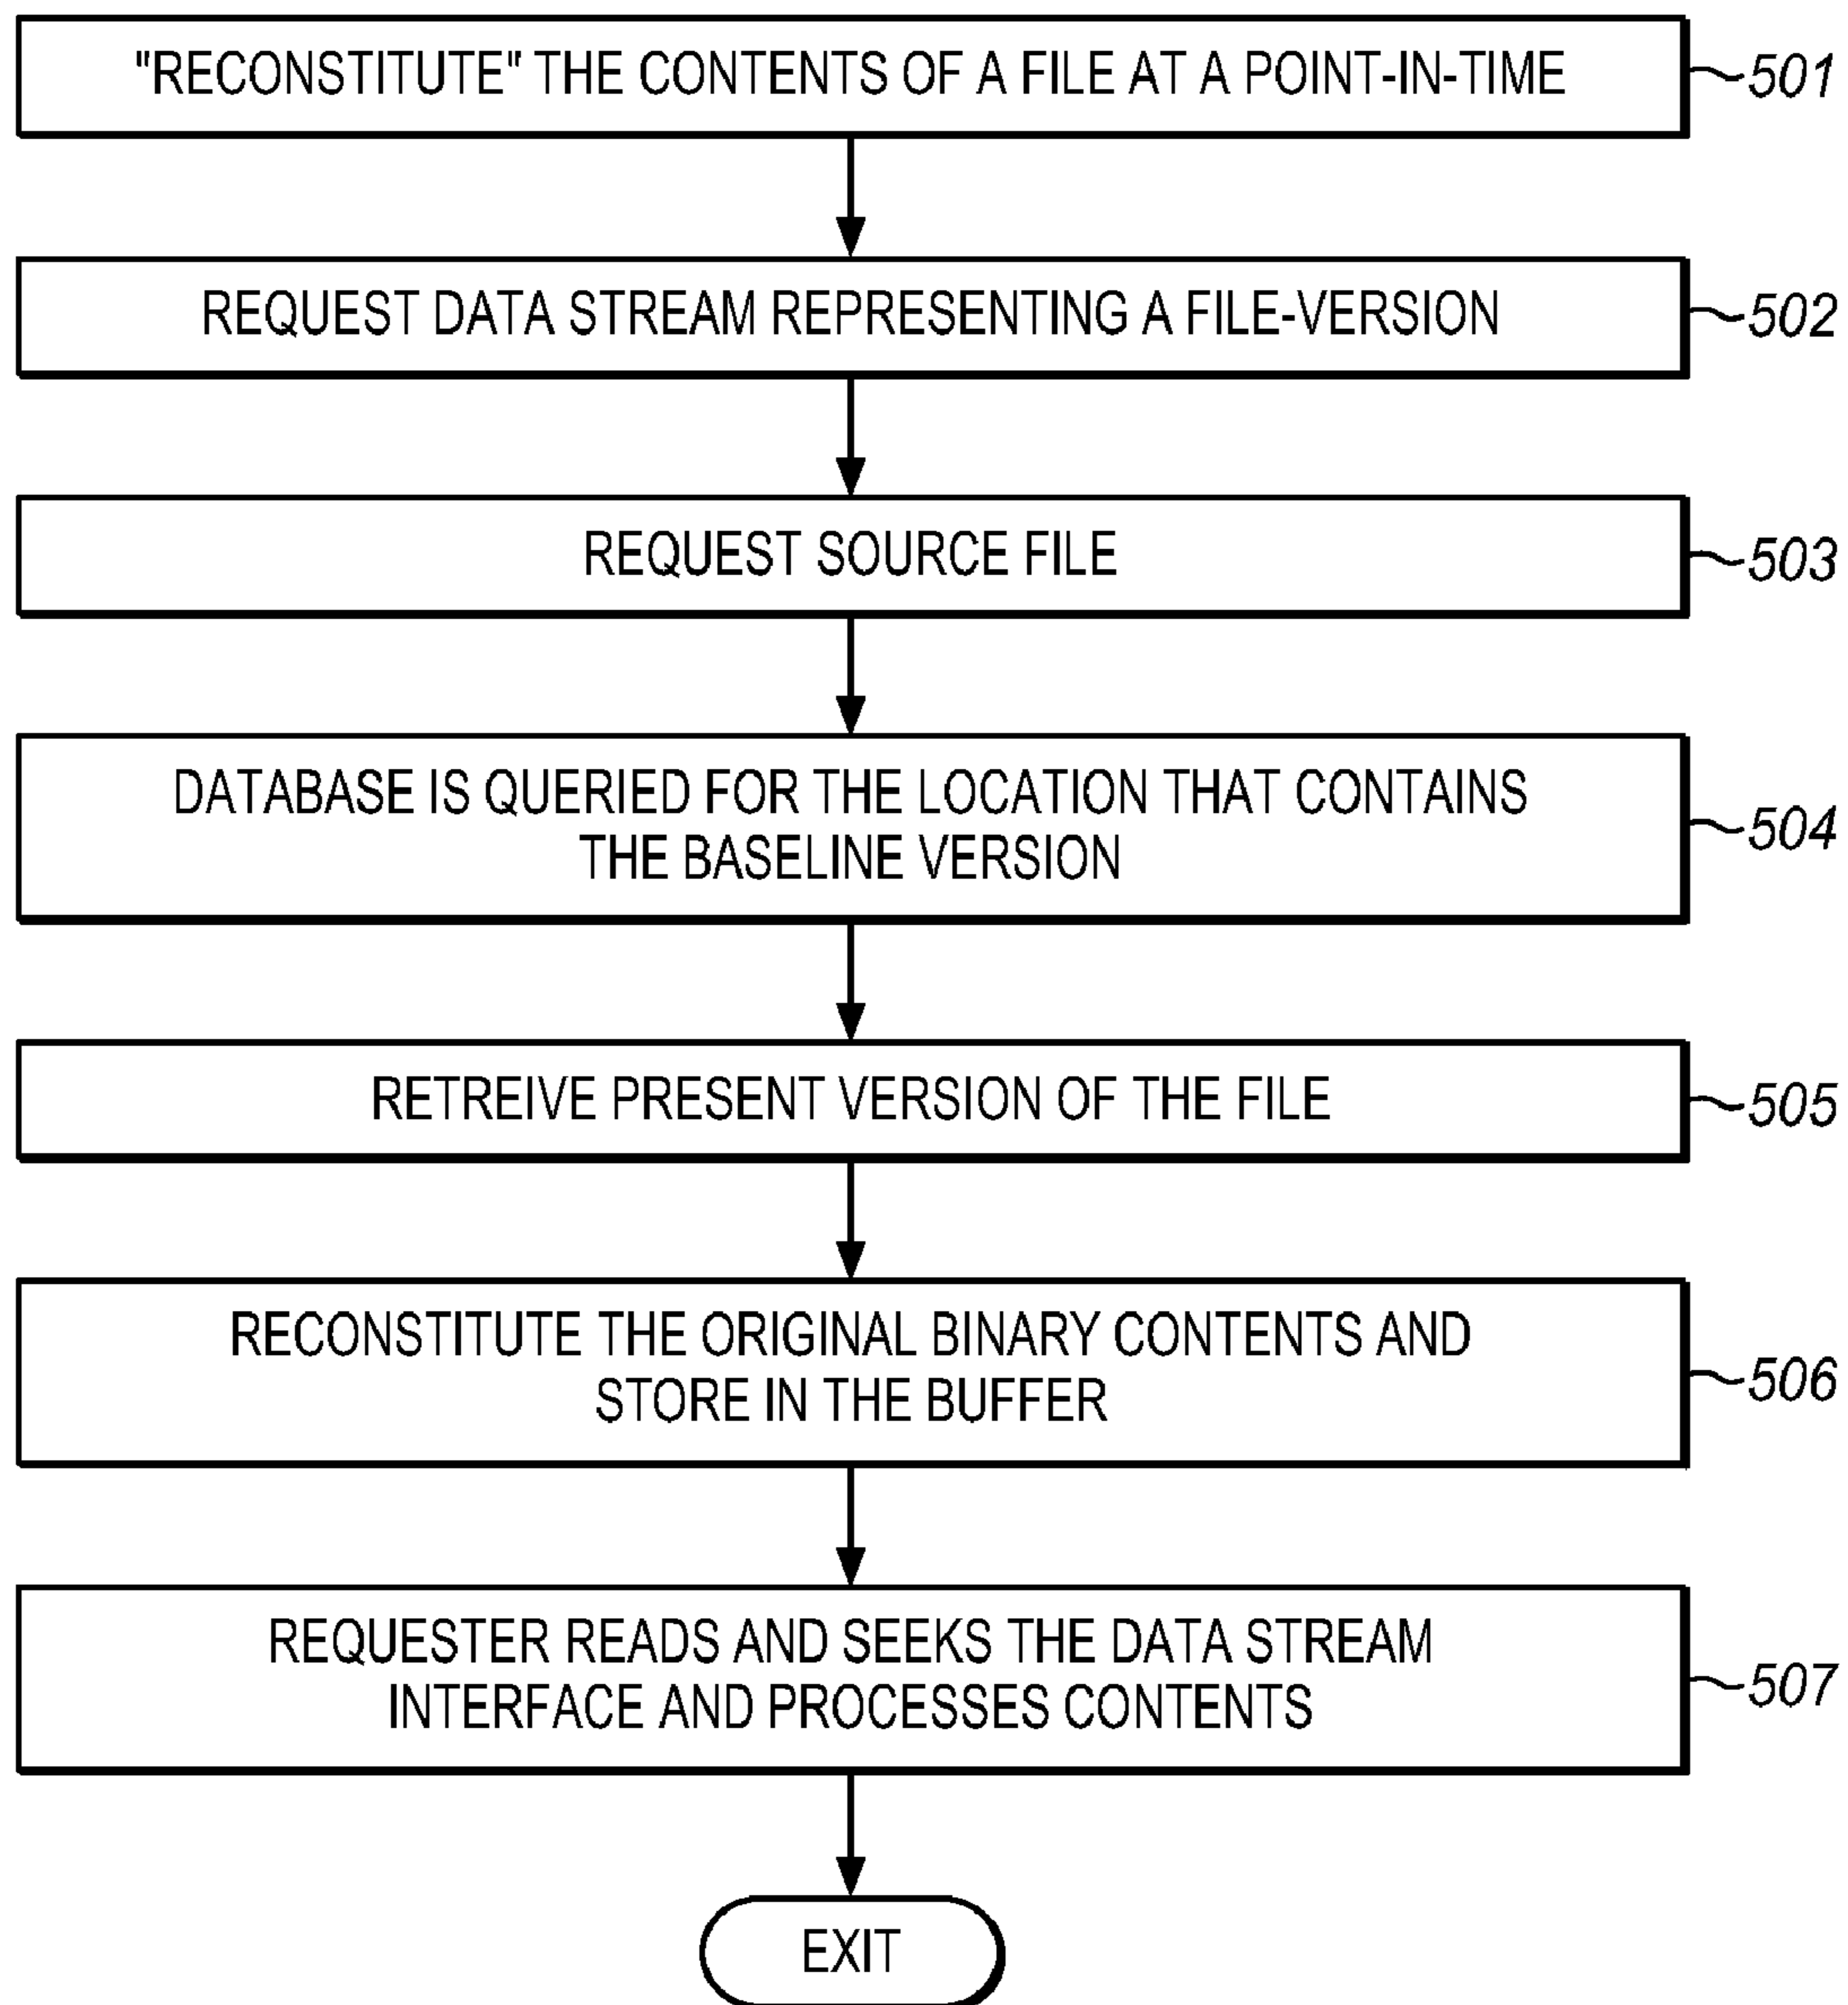 "RECONSTITUTE" THE CONTENTS OF A FILE AT A POINT-IN-TIME
501
REQUEST DATA STREAM REPRESENTING A FILE-VERSION
502
REQUEST SOURCE FILE
503
DATABASE IS QUERIED FOR THE LOCATION THAT CONTAINS
THE BASELINE VERSION
504
RETREIVE PRESENT VERSION OF THE FILE
505
RECONSTITUTE THE ORIGINAL BINARY CONTENTS AND
STORE IN THE BUFFER
506
REQUESTER READS AND SEEKS THE DATA STREAM
INTERFACE AND PROCESSES CONTENTS
507
EXIT